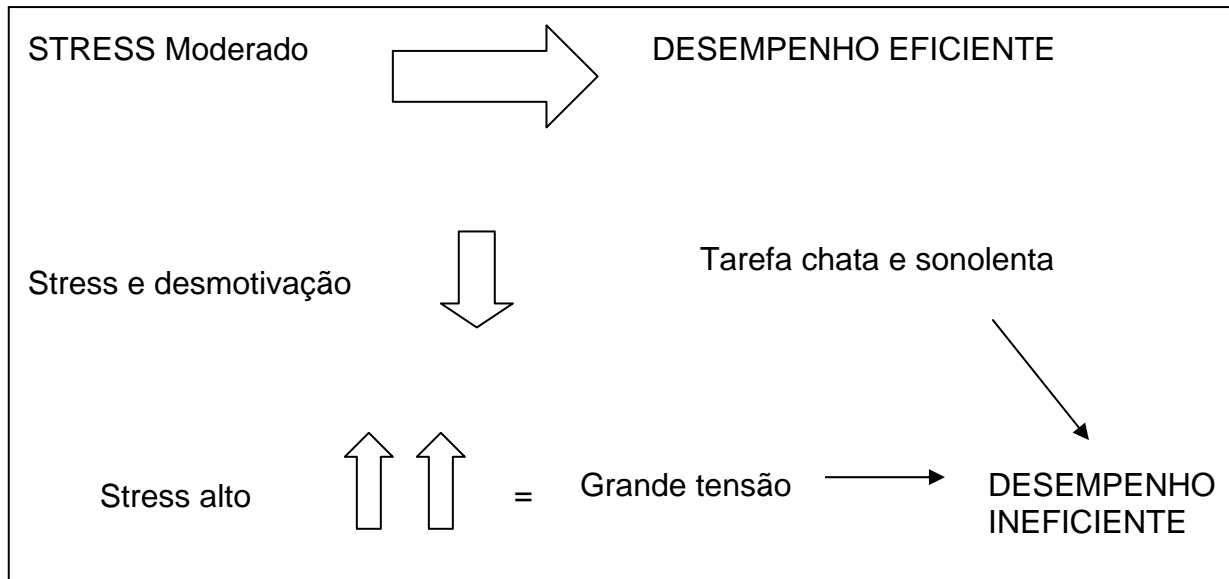 STRESS Moderado
DESEMPENHO EFICIENTE
Tarefa chata e sonolenta
Stress e desmotivação
Stress alto
=
Grande tensão
DESEMPENHO
INEFICIENTE